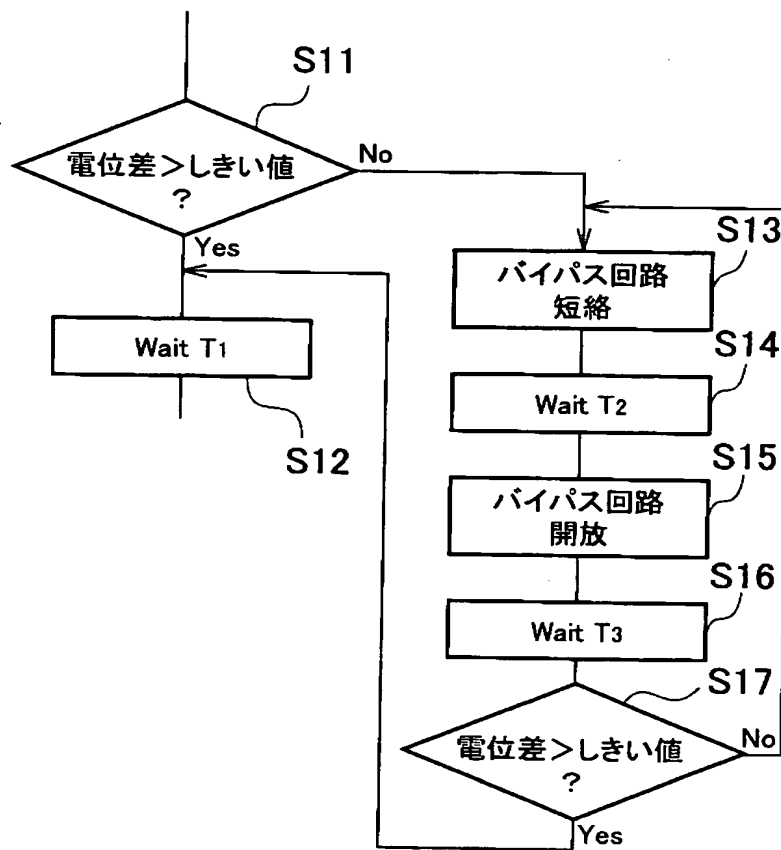 S11
電位差>しきい値
?
No
Yes
S13
バイパス回路
短絡
Wait T1
S12
S14
Wait T2
S15
バイパス回路
開放
S16
Wait T3
S17
電位差>しきい値
?
No
Yes